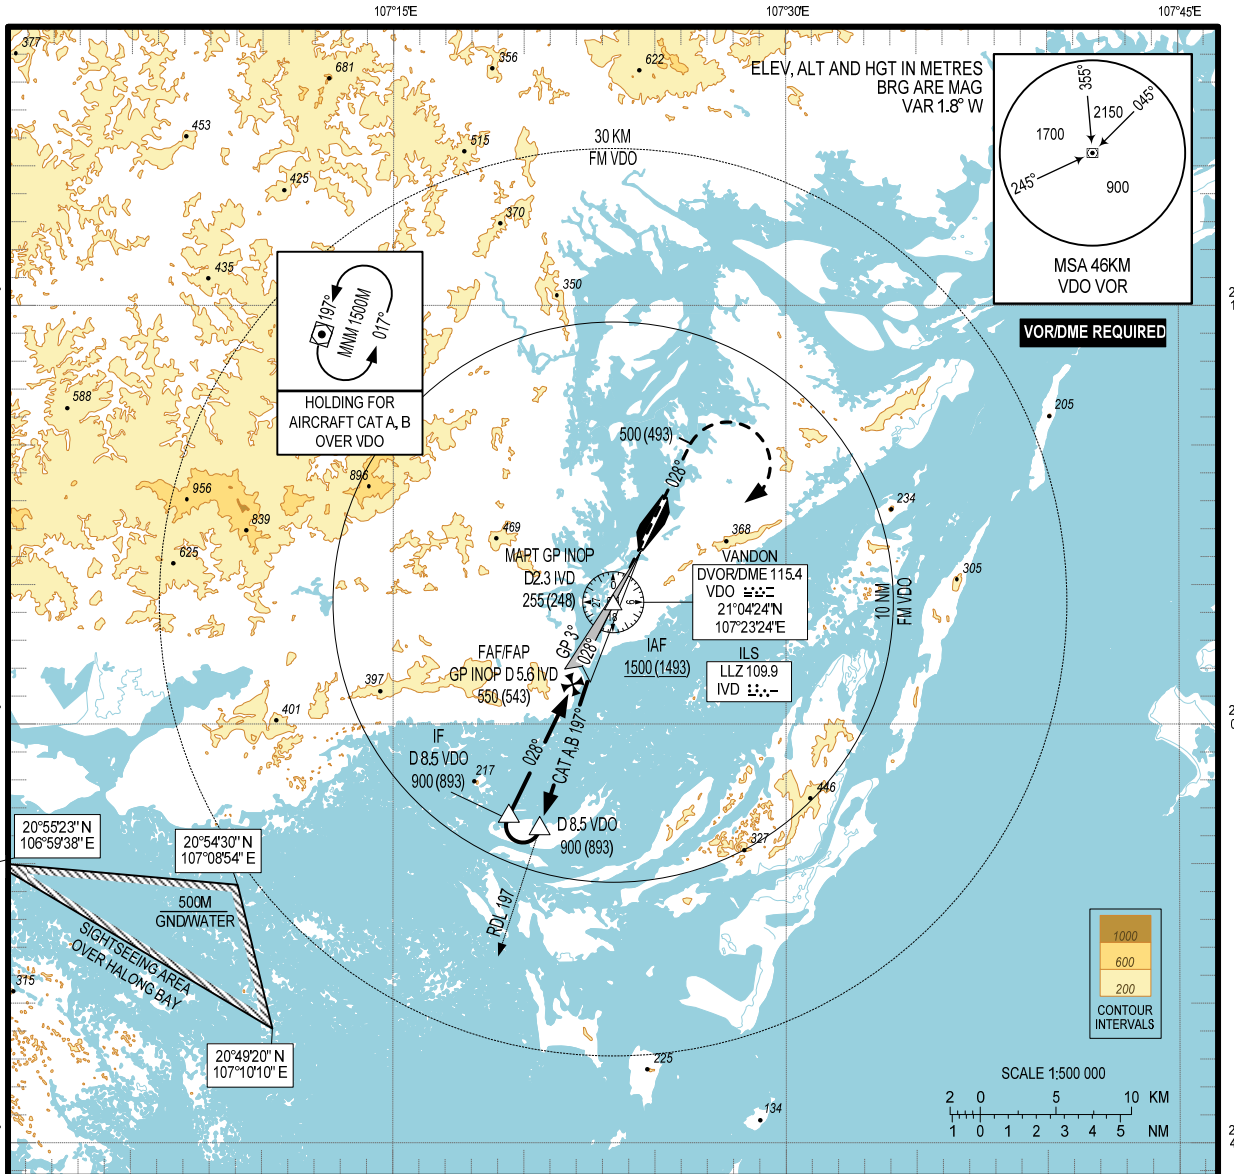 107°15'E
107°30'E
107°45'E
377
681
356
622
453
515
425
370
435
350
588
956
896
839
625
469
368
205
234
305
397
401
217
446
327
315
225
134
ELEV, ALT AND HGT IN METRES
BRG ARE MAG
VAR 1.8° W
355°
045°
2150
1700
245°
900
MSA 46KM
VDO VOR
VOR/DME REQUIRED
30 KM
FM VDO
197°
MNM 1500M
017°
HOLDING FOR
AIRCRAFT CAT A, B
OVER VDO
500 (493)
028°
MAPT GP INOP
D2.3 IVD
255 (248)
0
6
18
27
VANDON
DVOR/DME 115.4
VDO
21°04'24"N
107°23'24"E
10 NM
FM VDO
IAF
1500 (1493)
ILS
LLZ 109.9
IVD
GP 3°
028°
FAF/FAP
GP INOP D 5.6 IVD
550 (543)
IF
D 8.5 VDO
900 (893)
028°
CAT A,B 197°
D 8.5 VDO
900 (893)
RDL 197
20°55'23" N
106°59'38" E
20°54'30" N
107°08'54" E
500M
GND/WATER
SIGHTSEEING AREA
OVER HALONG BAY
20°49'20" N
107°10'10" E
1000
600
200
CONTOUR
INTERVALS
SCALE 1:500 000
2 0 5 10 KM
1 0 1 2 3 4 5 NM